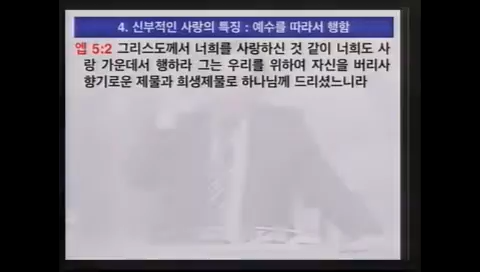 4. 신부적인 사랑의 특징 : 예수를 따라서 행함
엡 5:2 그리스도께서 너희를 사랑하신 것 같이 너희도 사
랑 가운데서 행하라 그는 우리를 위하여 자신을 버리사
향기로운 제물과 희생제물로 하나님께 드리셨느니라